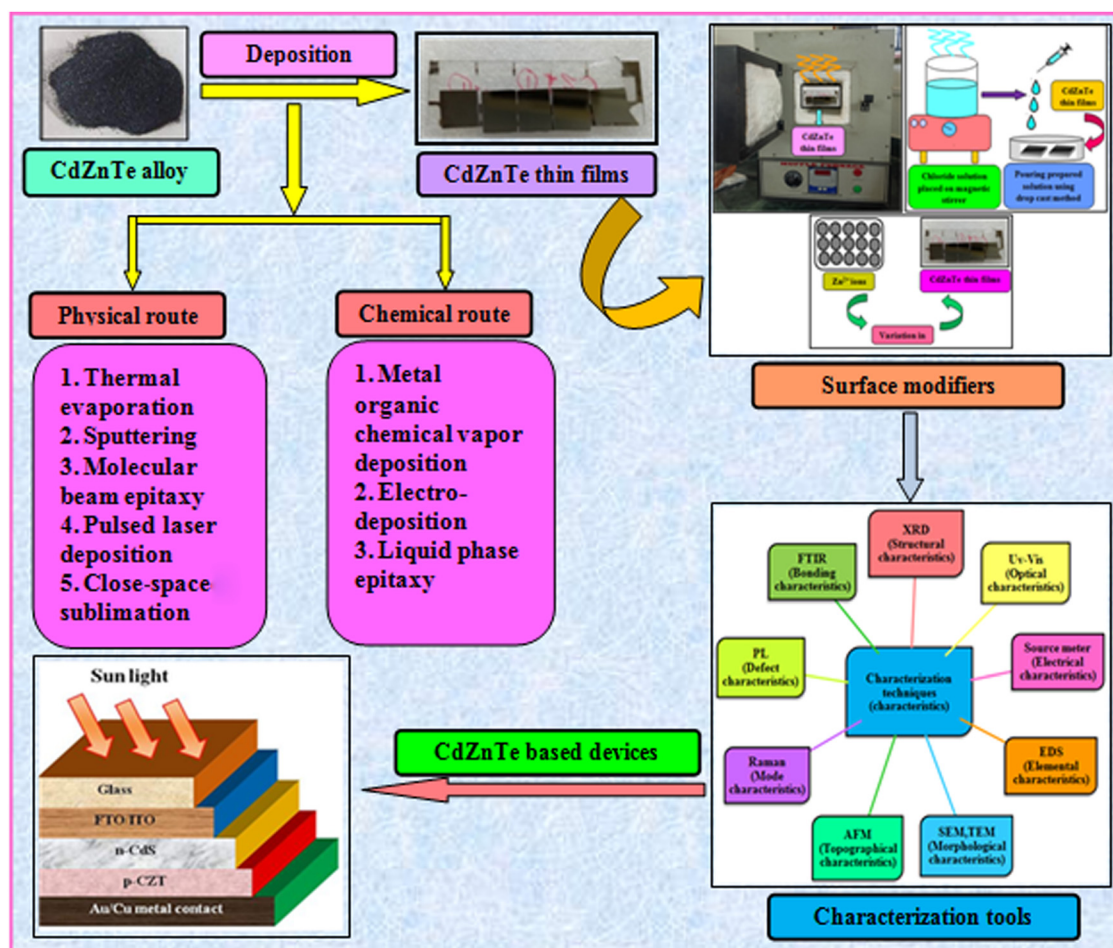 Deposition
CdZnTe alloy
CdZnTe thin films
Physical route
Chemical route
1. Thermal
evaporation
2. Sputtering
3. Molecular
beam epitaxy
4. Pulsed laser
deposition
5. Close-space
sublimation
1. Metal
organic
chemical vapor
deposition
2. Electro-
deposition
3. Liquid phase
epitaxy
CdZnTe
thin films
CdZnTe
thin films
Chloride solution
placed on magnetic
stirrer
Pouring prepared
solution using
drop cast method
Zn²⁺ ions
CdZnTe thin films
Variation in
Surface modifiers
XRD
(Structural
characteristics)
FTIR
(Bonding
characteristics)
Uv-Vis
(Optical
characteristics)
PL
(Defect
characteristics)
Characterization
techniques
(characteristics)
Source meter
(Electrical
characteristics)
Raman
(Mode
characteristics)
EDS
(Elemental
characteristics)
AFM
(Topographical
characteristics)
SEM,TEM
(Morphological
characteristics)
Characterization tools
CdZnTe based devices
Sun light
Glass
FTO/ITO
n-CdS
p-CZT
Au/Cu metal contact